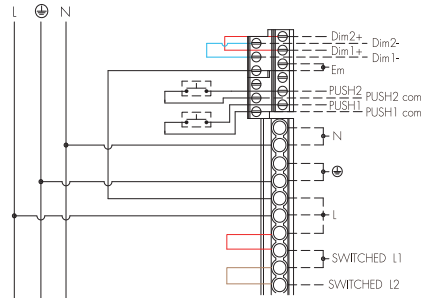 L N
Dim2+
Dim2-
Dim1+
Dim1-
Em
PUSH2
PUSH2 com
PUSH1
PUSH1 com
N
L
SWITCHED L1
SWITCHED L2